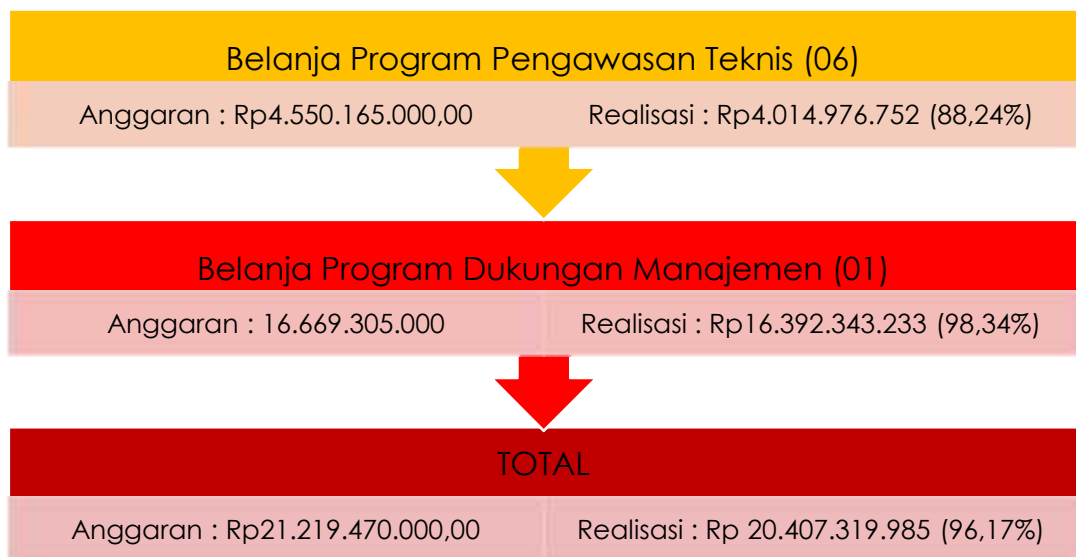 Belanja Program Pengawasan Teknis (06)
Anggaran : Rp4.550.165.000,00
Realisasi : Rp4.014.976.752 (88,24%)
Belanja Program Dukungan Manajemen (01)
Anggaran : 16.669.305.000
Realisasi : Rp16.392.343.233 (98,34%)
TOTAL
Anggaran : Rp21.219.470.000,00
Realisasi : Rp 20.407.319.985 (96,17%)